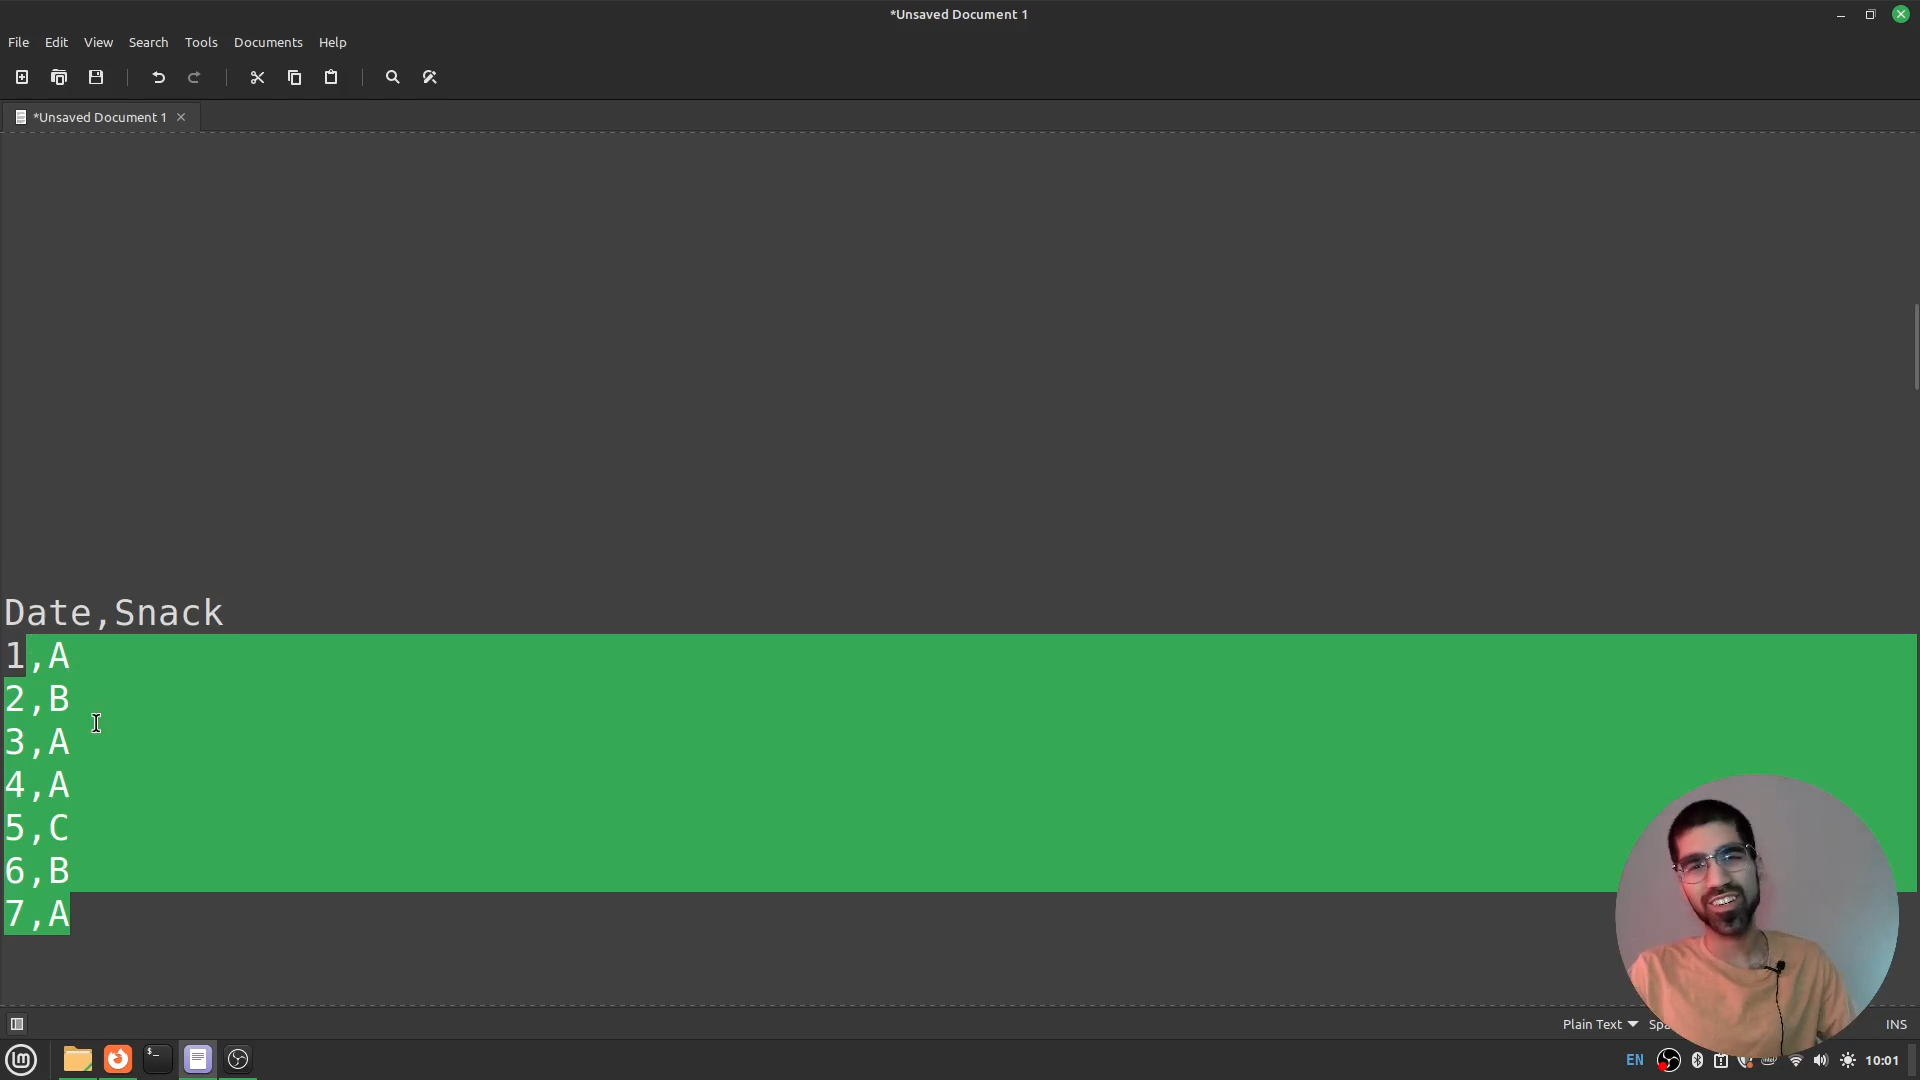 *Unsaved Document 1
File Edit View Search Tools Documents Help
*Unsaved Document 1
Date,Snack
1,A
2,B
3,A
4,A
5,C
6,B
7,A
Plain Text INS
EN 10:01